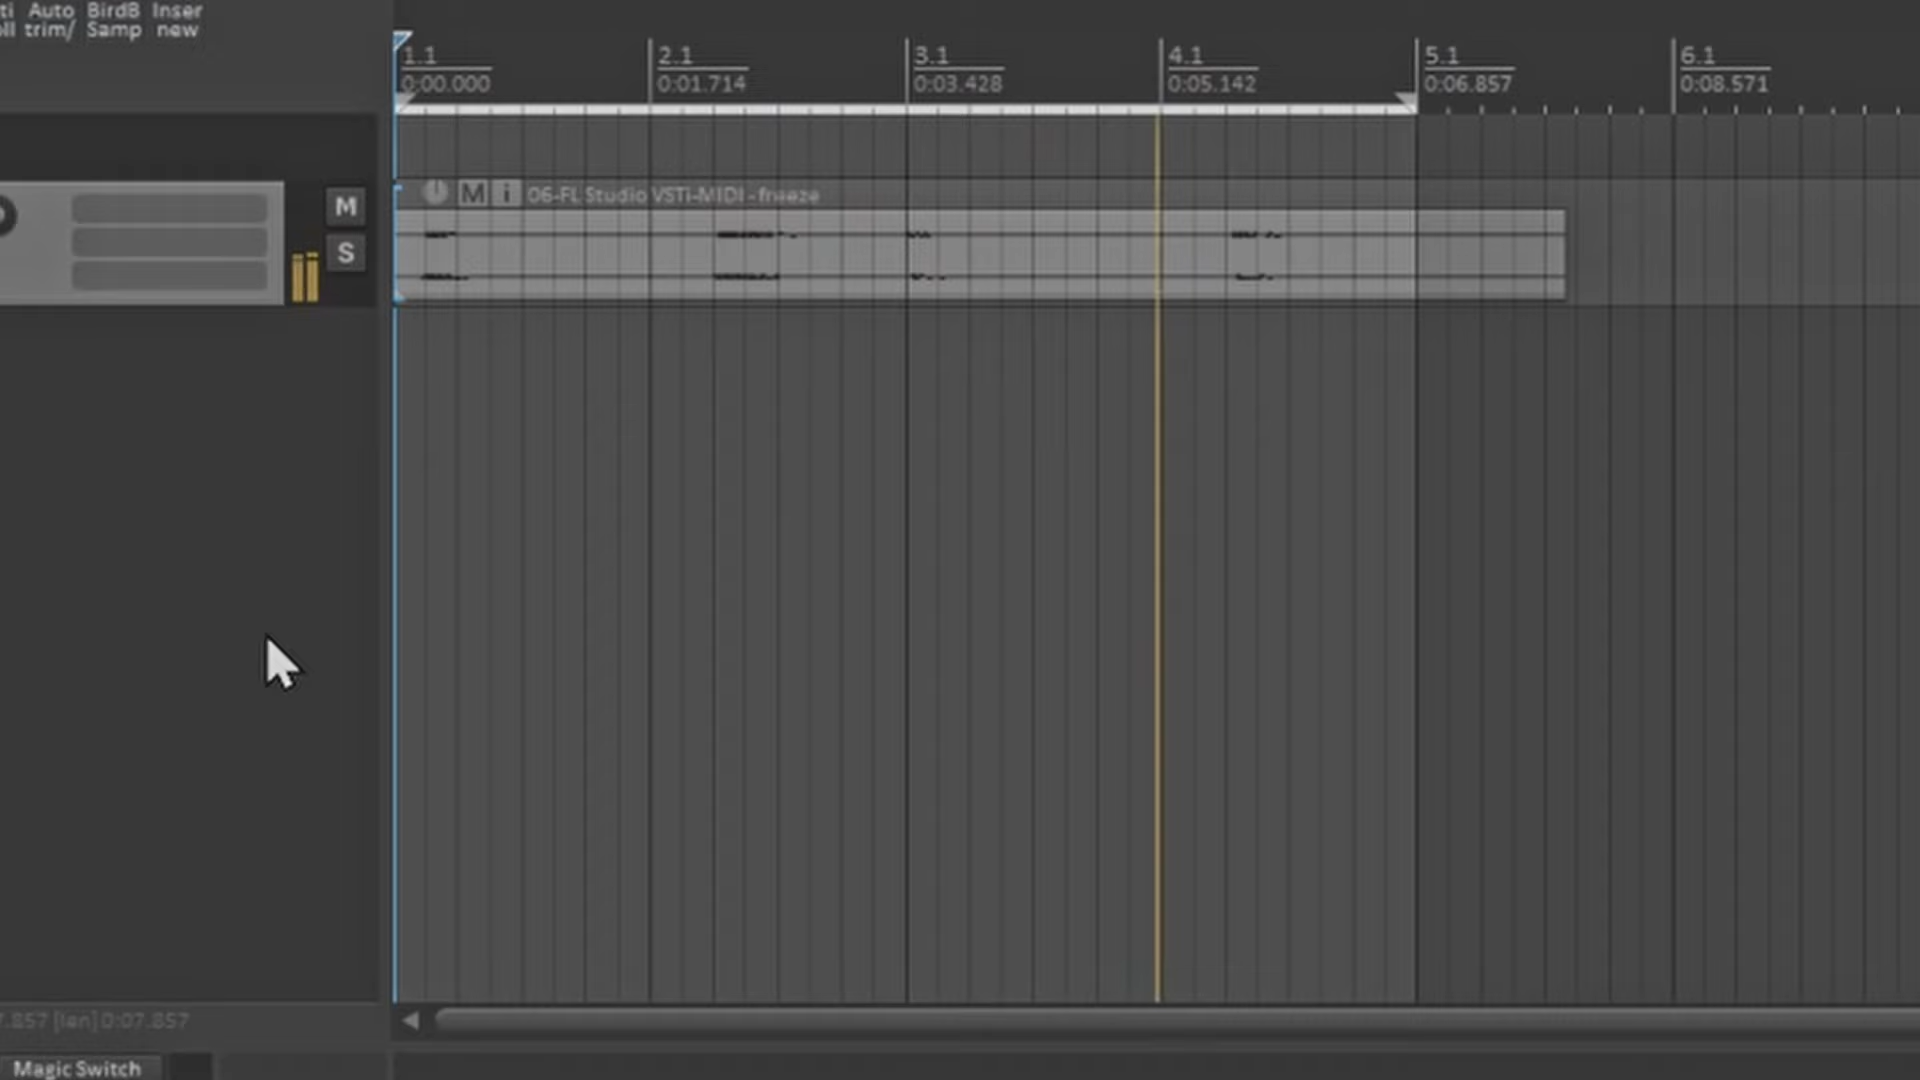 ti Auto BirdB Inser
ll trim/ Samp new
1.1 2.1 3.1 4.1 5.1 6.1
0:00.000 0:01.714 0:03.428 0:05.142 0:06.857 0:08.571
M
S
M i 06-FL Studio VSTi-MIDI - freeze
7.857 [len] 0:07.857
Magic Switch